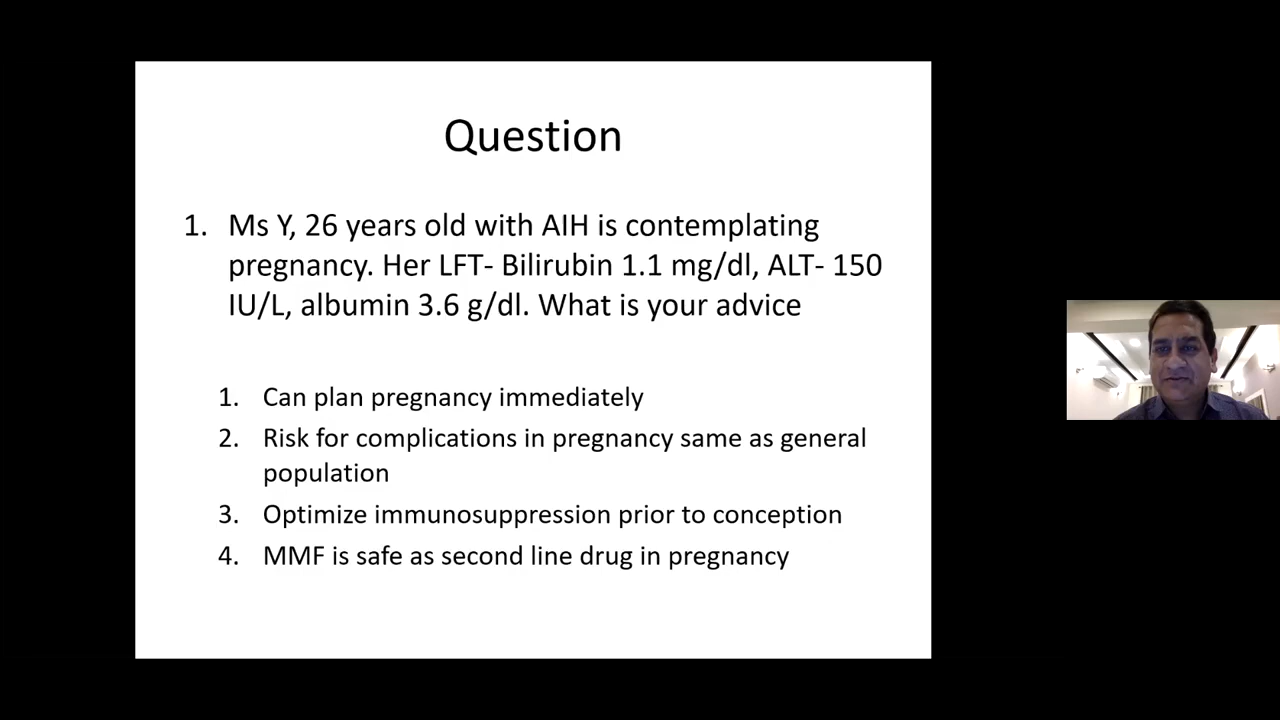 Question
1. Ms Y, 26 years old with AIH is contemplating
pregnancy. Her LFT- Bilirubin 1.1 mg/dl, ALT- 150
IU/L, albumin 3.6 g/dl. What is your advice
1. Can plan pregnancy immediately
2. Risk for complications in pregnancy same as general
population
3. Optimize immunosuppression prior to conception
4. MMF is safe as second line drug in pregnancy